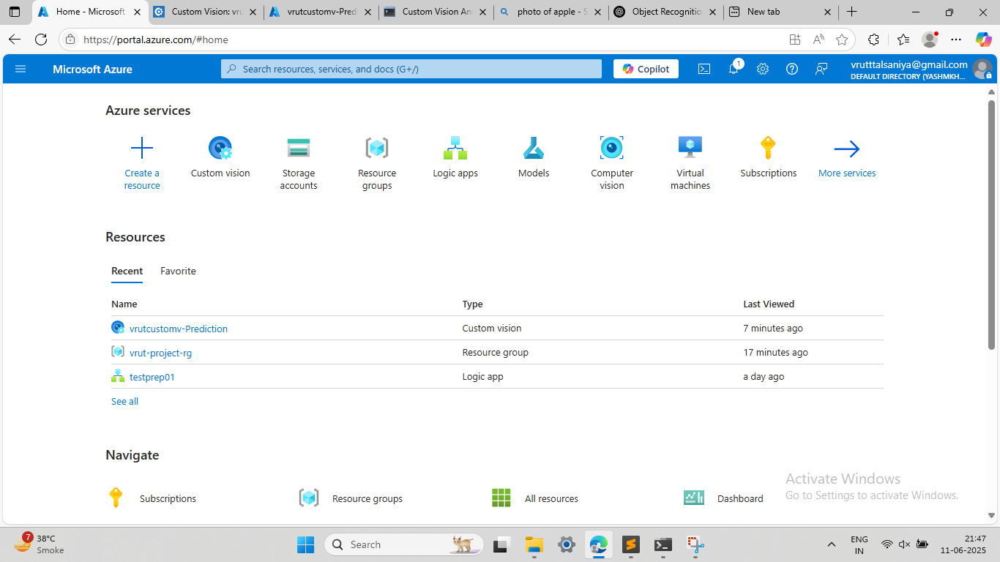 Home - Microsoft
Custom Vision: vru
vrutcustomv-Pred
Custom Vision An
photo of apple - S
Object Recognitio
New tab
https://portal.azure.com/#home
Microsoft Azure
Search resources, services, and docs (G+/)
Copilot
1
vrutttalsaniya@gmail.com
DEFAULT DIRECTORY (YASHMKH...
Azure services
Create a resource
Custom vision
Storage accounts
Resource groups
Logic apps
Models
Computer vision
Virtual machines
Subscriptions
More services
Resources
Recent Favorite
Name Type Last Viewed
vrutcustomv-Prediction Custom vision 7 minutes ago
vrut-project-rg Resource group 17 minutes ago
testprep01 Logic app a day ago
See all
Navigate
Subscriptions Resource groups All resources Dashboard
Activate Windows
Go to Settings to activate Windows.
7
38°C
Smoke
Search
ENG
IN
21:47
11-06-2025